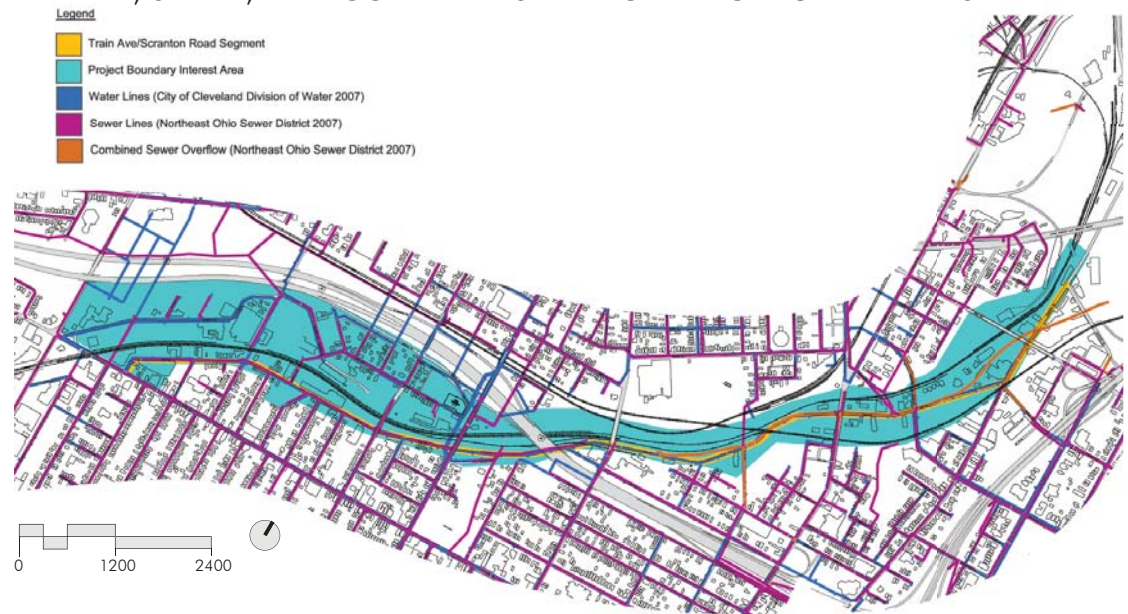 Legend
Train Ave/Scranton Road Segment
Project Boundary Interest Area
Water Lines (City of Cleveland Division of Water 2007)
Sewer Lines (Northeast Ohio Sewer District 2007)
Combined Sewer Overflow (Northeast Ohio Sewer District 2007)
0 1200 2400